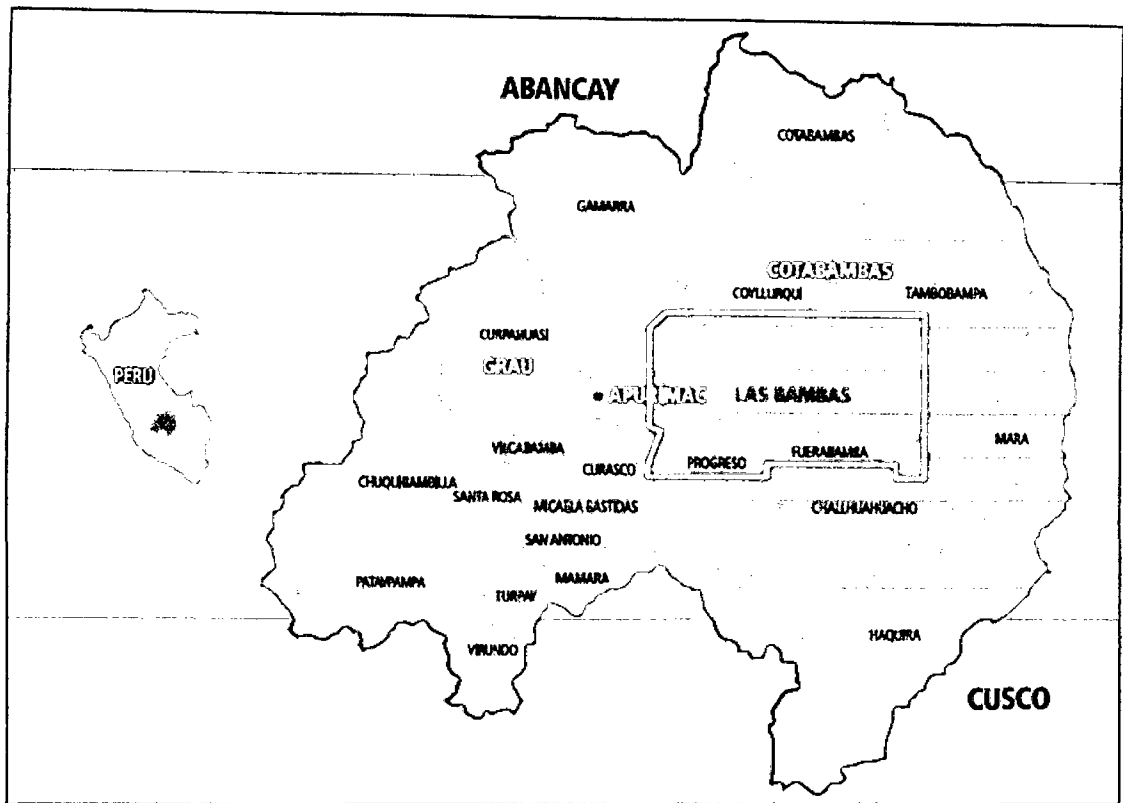 ABANCAY
COTABAMBAS
GAMARRA
COTABAMBAS
COYLLURQUI
TAMBOBAMPA
CURPAHUASI
GRAU
PERÚ
APURIMAC
LAS BAMBAS
MARA
VILCABAMBA
FUERABAMBA
PROGRESO
CURASCO
CHUQUIBAMBILLA
SANTA ROSA
MICAELA BASTIDAS
CHALLHUAHUACHO
SAN ANTONIO
PATAYPAMPA
MAMARA
TURPAY
HAQUIRA
VIRUNDO
CUSCO